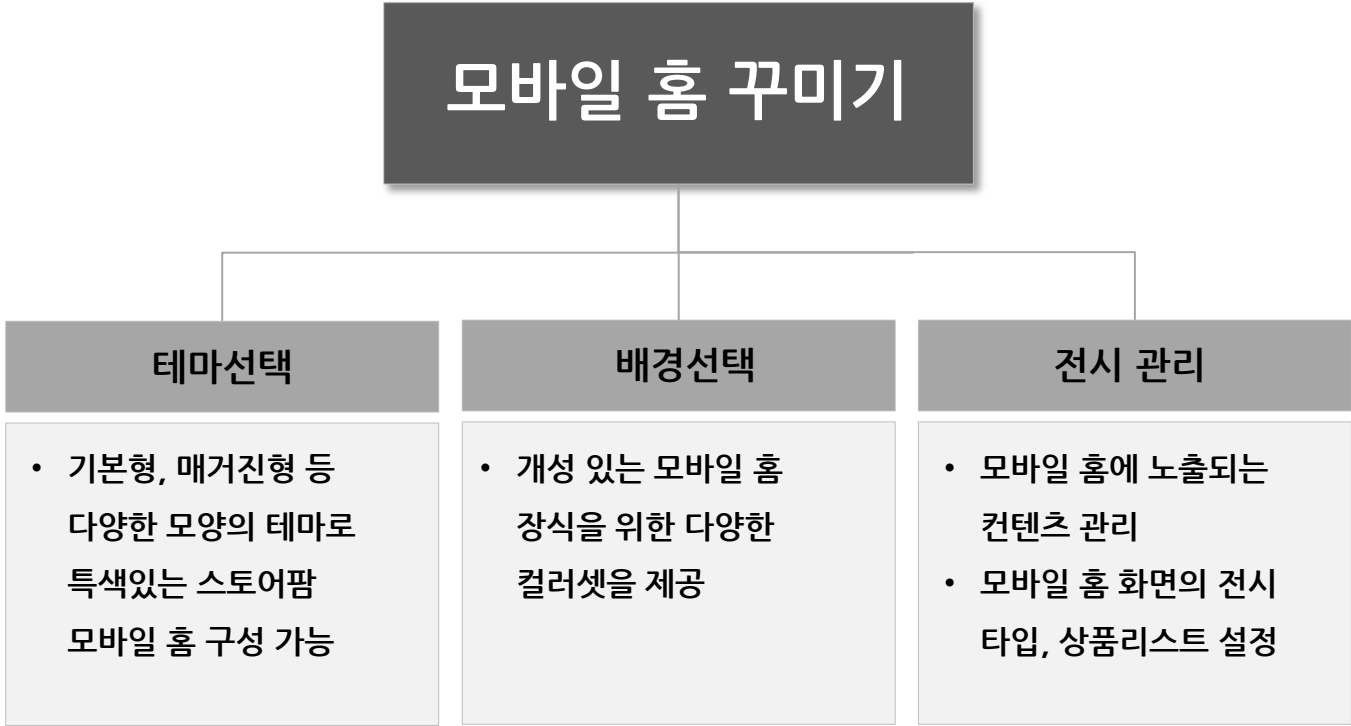 모바일 홈 꾸미기
테마선택
• 기본형, 매거진형 등
다양한 모양의 테마로
특색있는 스토어팜
모바일 홈 구성 가능
배경선택
• 개성 있는 모바일 홈
장식을 위한 다양한
컬러셋을 제공
전시 관리
• 모바일 홈에 노출되는
컨텐츠 관리
• 모바일 홈 화면의 전시
타입, 상품리스트 설정